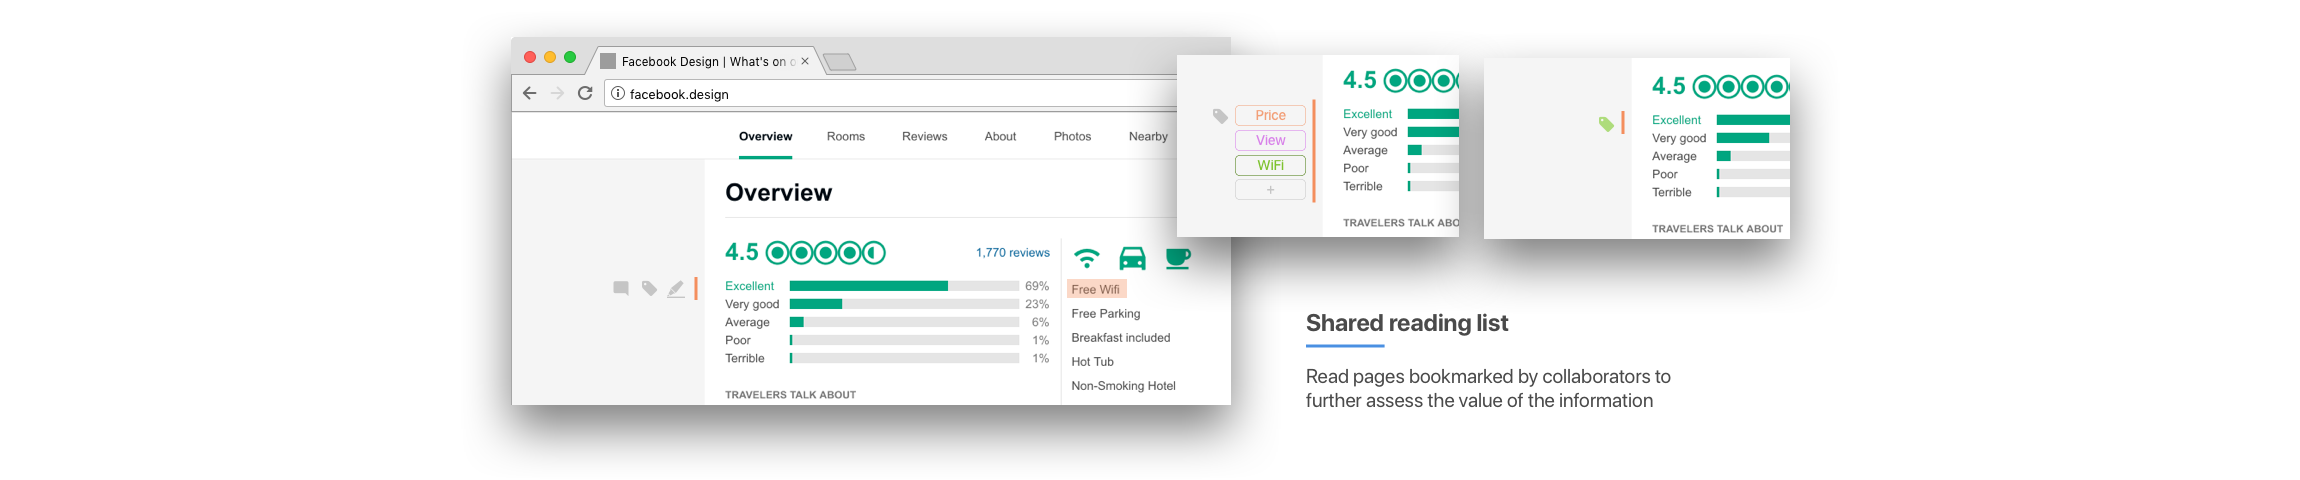 Facebook Design | What's on o
facebook.design
Overview Rooms Reviews About Photos Nearby
Overview
4.5 1,770 reviews
Excellent 69%
Very good 23%
Average 6%
Poor 1%
Terrible 1%
TRAVELERS TALK ABOUT
Free Wifi
Free Parking
Breakfast included
Hot Tub
Non-Smoking Hotel
Price
View
WiFi
+
4.5
Excellent
Very good
Average
Poor
Terrible
TRAVELERS TALK ABO
4.5
Excellent
Very good
Average
Poor
Terrible
TRAVELERS TALK ABOUT
Shared reading list
Read pages bookmarked by collaborators to
further assess the value of the information